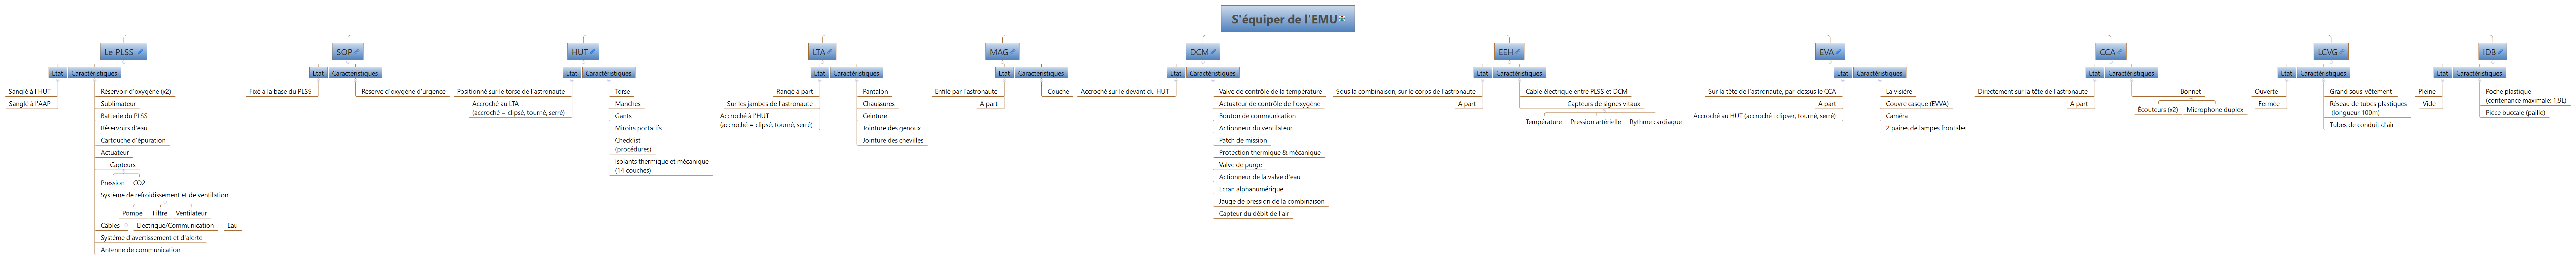 S'équiper de l'EMU
Le PLSS
Etat
Caractéristiques
Sanglé à l'HUT
Sanglé à l'AAP
Réservoir d'oxygène (x2)
Sublimateur
Batterie du PLSS
Réservoirs d'eau
Cartouche d'épuration
Actuateur
Capteurs
Pression
CO2
Système de refroidissement et de ventilation
Pompe
Filtre
Ventilateur
Câbles
Electrique/Communication
Eau
Système d'avertissement et d'alerte
Antenne de communication
SOP
Etat
Caractéristiques
Fixé à la base du PLSS
Réserve d'oxygène d'urgence
HUT
Etat
Caractéristiques
Positionné sur le torse de l'astronaute
Accroché au LTA
(accroché = clipsé, tourné, serré)
Torse
Manches
Gants
Miroirs portatifs
Checklist
(procédures)
Isolants thermique et mécanique
(14 couches)
LTA
Etat
Caractéristiques
Rangé à part
Sur les jambes de l'astronaute
Accroché à l'HUT
(accroché = clipsé, tourné, serré)
Pantalon
Chaussures
Ceinture
Jointure des genoux
Jointure des chevilles
MAG
Etat
Caractéristiques
Enfilé par l'astronaute
A part
Couche
DCM
Etat
Caractéristiques
Accroché sur le devant du HUT
Valve de contrôle de la température
Actuateur de contrôle de l'oxygène
Bouton de communication
Actionneur du ventilateur
Patch de mission
Protection thermique & mécanique
Valve de purge
Actionneur de la valve d'eau
Ecran alphanumérique
Jauge de pression de la combinaison
Capteur du débit de l'air
EEH
Etat
Caractéristiques
Sous la combinaison, sur le corps de l'astronaute
A part
Câble électrique entre PLSS et DCM
Capteurs de signes vitaux
Température
Pression artérielle
Rythme cardiaque
EVA
Etat
Caractéristiques
Sur la tête de l'astronaute, par-dessus le CCA
A part
Accroché au HUT (accroché : clipser, tourné, serré)
La visière
Couvre casque (EVVA)
Caméra
2 paires de lampes frontales
CCA
Etat
Caractéristiques
Directement sur la tête de l'astronaute
A part
Bonnet
Écouteurs (x2)
Microphone duplex
LCVG
Etat
Caractéristiques
Ouverte
Fermée
Grand sous-vêtement
Réseau de tubes plastiques
(longueur 100m)
Tubes de conduit d'air
IDB
Etat
Caractéristiques
Pleine
Vide
Poche plastique
(contenance maximale: 1,9L)
Pièce buccale (paille)